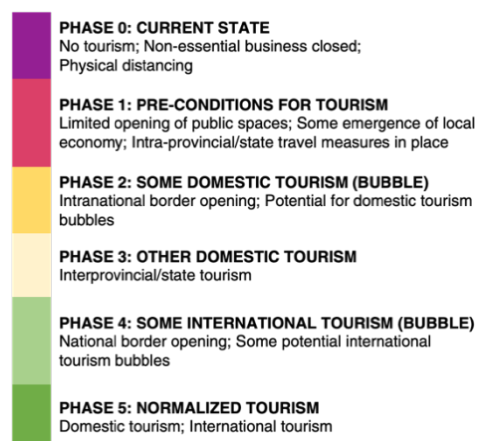 PHASE 0: CURRENT STATE
No tourism; Non-essential business closed;
Physical distancing
PHASE 1: PRE-CONDITIONS FOR TOURISM
Limited opening of public spaces; Some emergence of local
economy; Intra-provincial/state travel measures in place
PHASE 2: SOME DOMESTIC TOURISM (BUBBLE)
Intranational border opening; Potential for domestic tourism
bubbles
PHASE 3: OTHER DOMESTIC TOURISM
Interprovincial/state tourism
PHASE 4: SOME INTERNATIONAL TOURISM (BUBBLE)
National border opening; Some potential international
tourism bubbles
PHASE 5: NORMALIZED TOURISM
Domestic tourism; International tourism